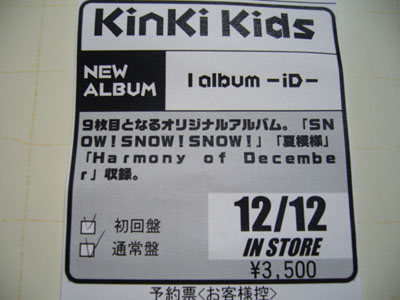 KinKi Kids
NEW
ALBUM
I album -iD-
9枚目となるオリジナルアルバム。「SN
OW!SNOW!SNOW!」「夏模様」
「Harmony of Decembe
r」収録。
初回盤
通常盤
12/12
IN STORE
¥3,500
予約票<お客様控>